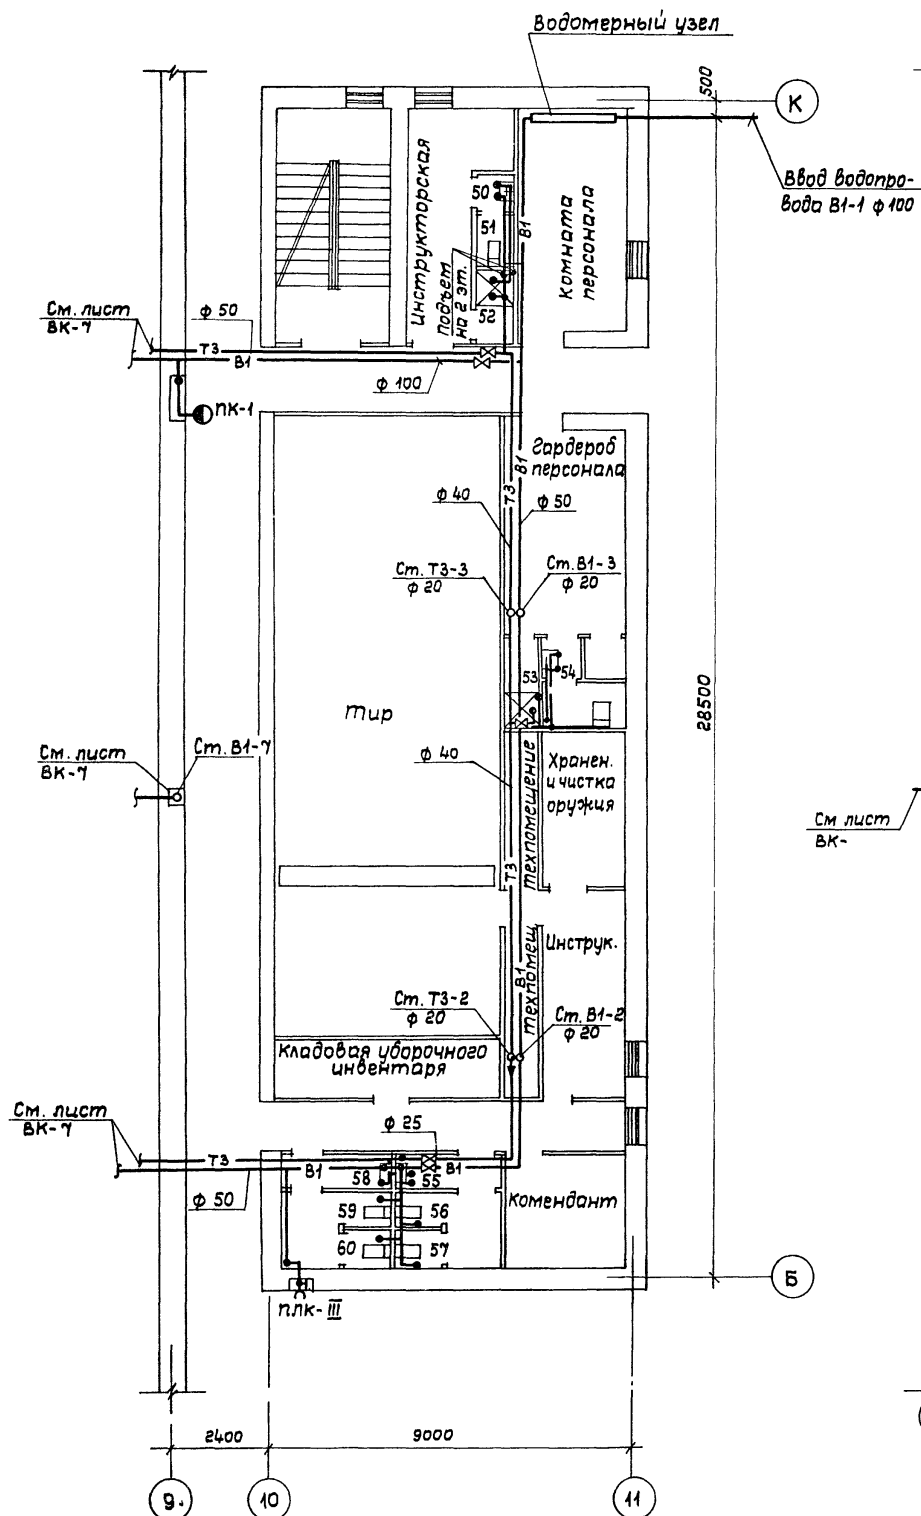 Водомерный узел
500
К
Ввод водопро-
вода В1-1 ф 100
Инструкторская
50
51
52
В1
Комната
персонала
подъем
на 2 эт.
См. лист
ВК-7
ф 50
Т3
В1
ф 100
ПК-1
Гардероб
персонала
В1
Т3
ф 40
ф 50
Ст. Т3-3
ф 20
Ст. В1-3
ф 20
53
54
Тир
28500
См. лист
ВК-7
Ст. В1-7
ф 40
Техпомещение
Хранен.
и чистка
оружия
См лист
ВК-
Т3
Инструк.
Техпомещ.
В1
Ст. Т3-2
ф 20
Ст. В1-2
ф 20
Кладовая уборочного
инвентаря
См. лист
ВК-7
ф 25
Т3
В1
В1
ф 50
58
55
59
56
60
57
Комендант
Б
ПЛК-III
2400
9000
9.
10
11